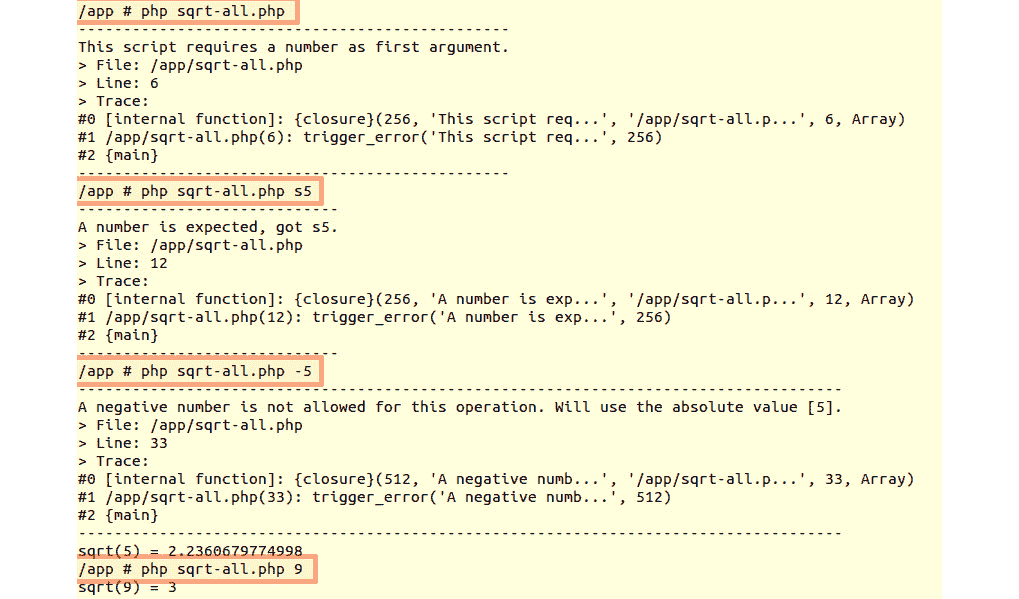 /app # php sqrt-all.php
------------------------------------------------
This script requires a number as first argument.
> File: /app/sqrt-all.php
> Line: 6
> Trace:
#0 [internal function]: {closure}(256, 'This script req...', '/app/sqrt-all.p...', 6, Array)
#1 /app/sqrt-all.php(6): trigger_error('This script req...', 256)
#2 {main}
------------------------------------------------
/app # php sqrt-all.php s5
-----------------------------
A number is expected, got s5.
> File: /app/sqrt-all.php
> Line: 12
> Trace:
#0 [internal function]: {closure}(256, 'A number is exp...', '/app/sqrt-all.p...', 12, Array)
#1 /app/sqrt-all.php(12): trigger_error('A number is exp...', 256)
#2 {main}
-----------------------------
/app # php sqrt-all.php -5
-------------------------------------------------------------------------------------
A negative number is not allowed for this operation. Will use the absolute value [5].
> File: /app/sqrt-all.php
> Line: 33
> Trace:
#0 [internal function]: {closure}(512, 'A negative numb...', '/app/sqrt-all.p...', 33, Array)
#1 /app/sqrt-all.php(33): trigger_error('A negative numb...', 512)
#2 {main}
-------------------------------------------------------------------------------------
sqrt(5) = 2.2360679774998
/app # php sqrt-all.php 9
sqrt(9) = 3